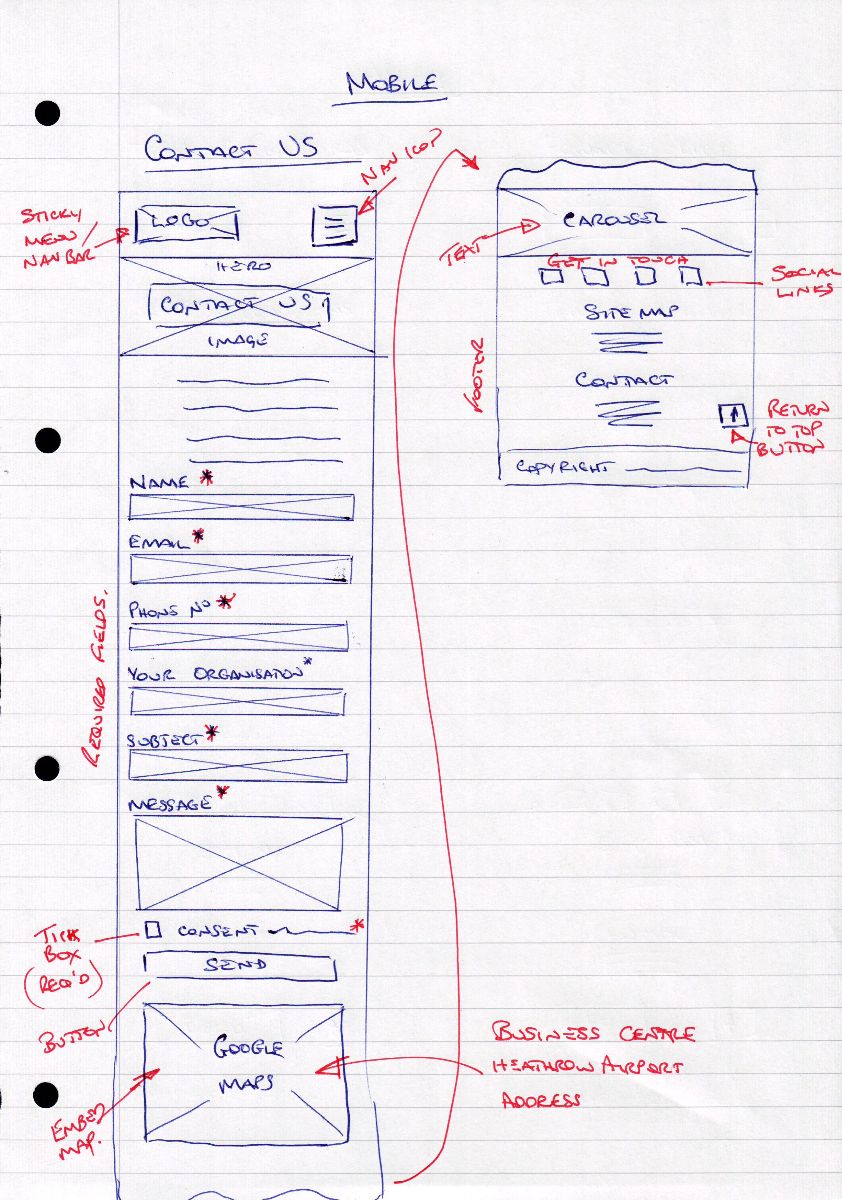 MOBILE
CONTACT US
NAV ICO?
STICKY
MENU/
NAV BAR
LOGO
HERO
CONTACT US
IMAGE
NAME *
EMAIL *
PHONE NO *
YOUR ORGANISATION *
SUBJECT *
MESSAGE *
REQUIRED FIELDS.
TICK
BOX
(REQ'D)
CONSENT *
SEND
BUTTON
GOOGLE
MAPS
EMBED
MAP.
BUSINESS CENTRE
HEATHROW AIRPORT
ADDRESS
CAROUSEL
TEXT
GET IN TOUCH
SOCIAL
LINKS
SITE MAP
FOOTER
CONTACT
RETURN
TO TOP
BUTTON
COPYRIGHT